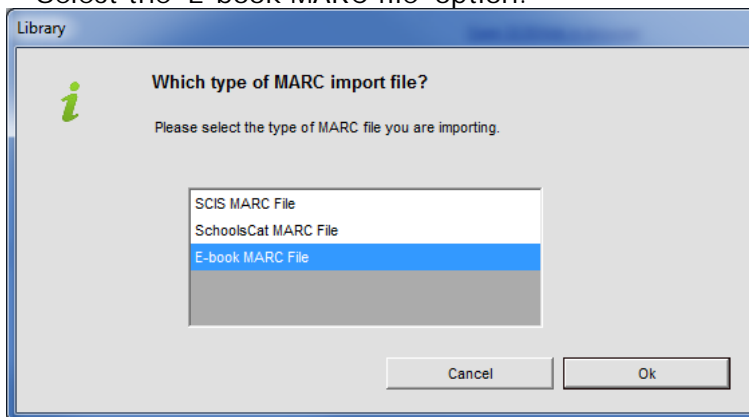 Select the 'E-book MARC file' option.
Library
Which type of MARC import file?
Please select the type of MARC file you are importing.
SCIS MARC File
SchoolsCat MARC File
E-book MARC File
Cancel
Ok